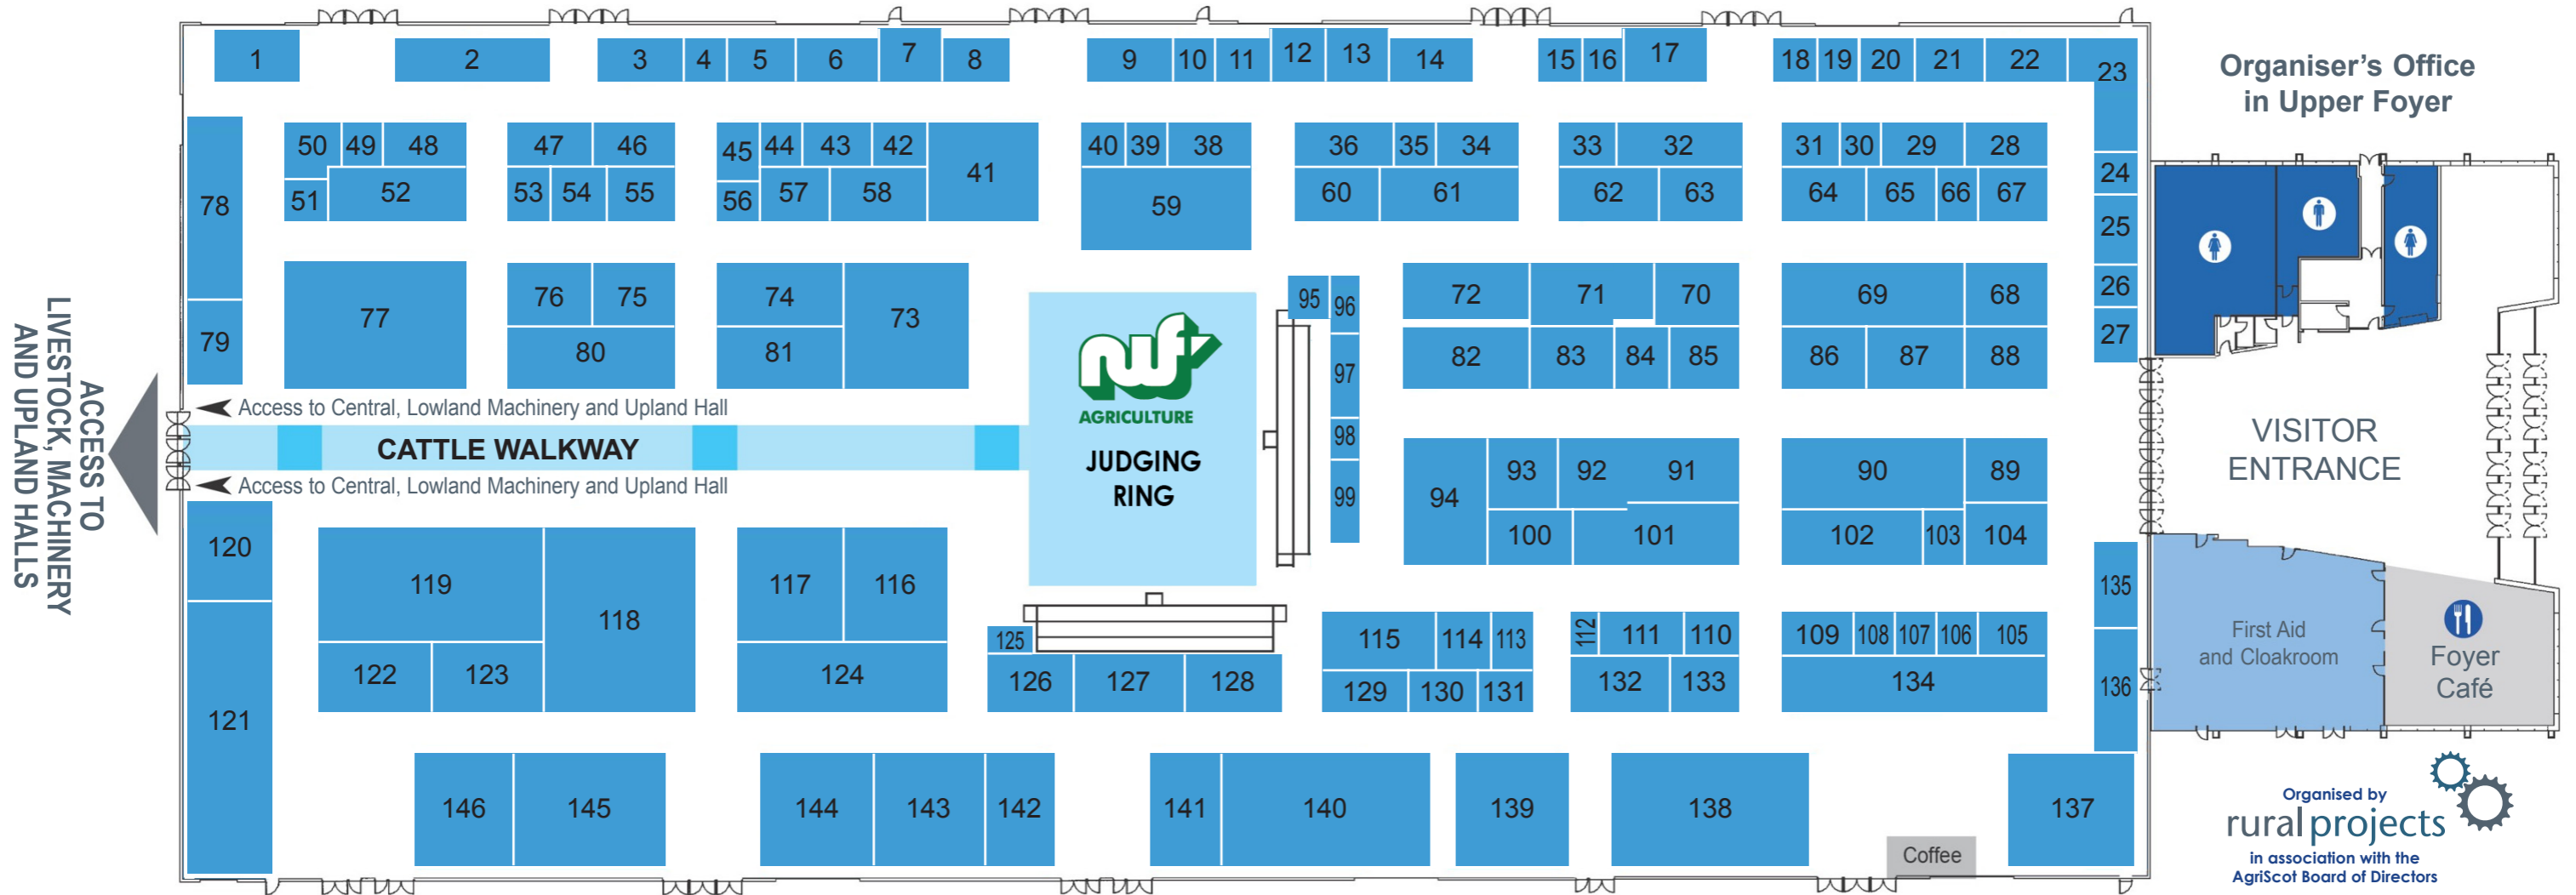 1 2 3 4 5 6 7 8 9 10 11 12 13 14 15 16 17 18 19 20 21 22 23
Organiser's Office
in Upper Foyer
50 49 48 47 46 45 44 43 42 41 40 39 38 36 35 34 33 32 31 30 29 28
24
78 51 52 53 54 55 56 57 58 59 60 61 62 63 64 65 66 67
25
77 76 75 74 73 95 96 72 71 70 69 68 26
79 80 81 97 82 83 84 85 86 87 88 27
nwf
AGRICULTURE
JUDGING
RING
ACCESS TO
LIVESTOCK, MACHINERY
AND UPLAND HALLS
Access to Central, Lowland Machinery and Upland Hall
CATTLE WALKWAY
Access to Central, Lowland Machinery and Upland Hall
98
99 94 93 92 91 90 89
VISITOR
ENTRANCE
100 101 102 103 104
120 119 118 117 116 135
125 115 114 113 112 111 110 109 108 107 106 105
First Aid
and Cloakroom
Foyer
Café
121 122 123 124 126 127 128 129 130 131 132 133 134 136
146 145 144 143 142 141 140 139 138 137
Coffee
Organised by
ruralprojects
in association with the
AgriScot Board of Directors